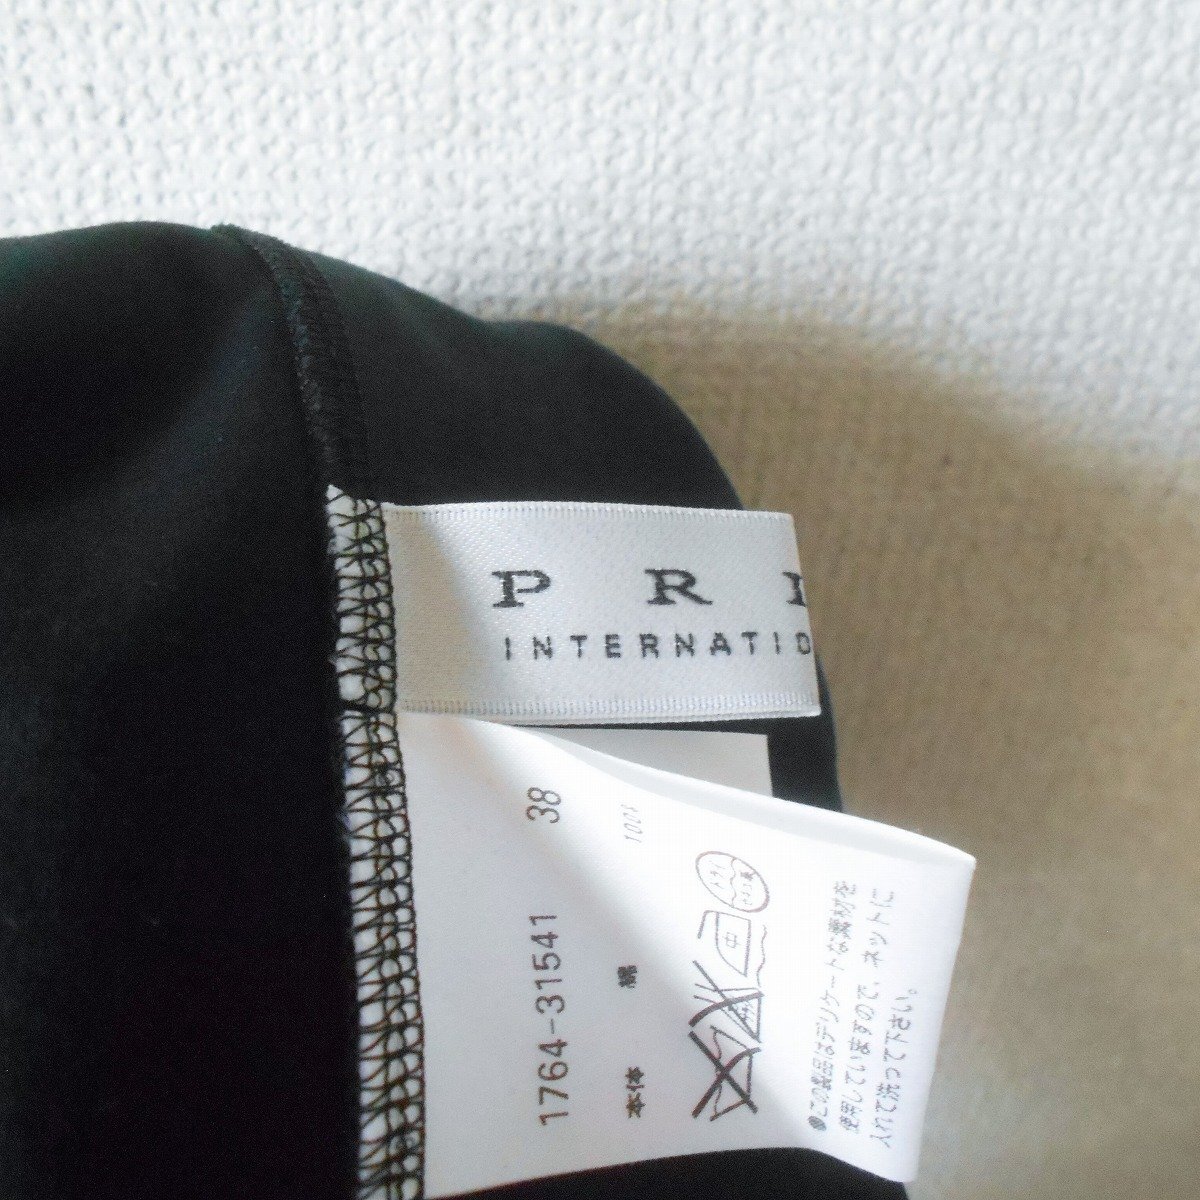 PRI
INTERNATIO
1764-31541 38
本体 綿 100%
中
●この製品はデリケートな素材を
使用していますので、ネットに
入れて洗って下さい。